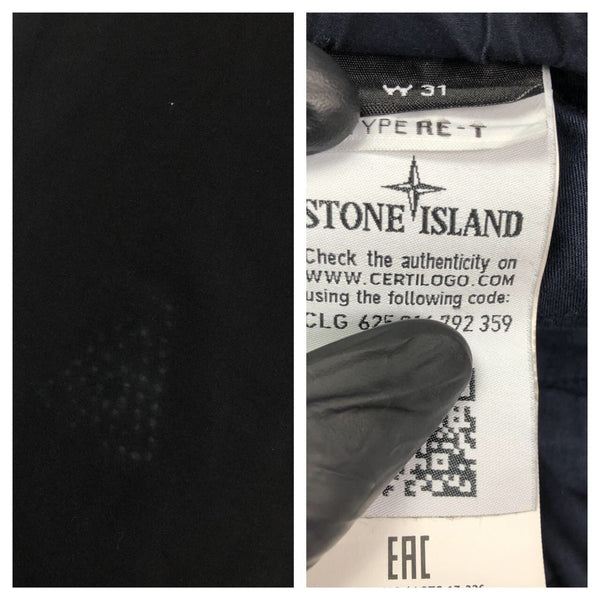 W 31
TYPE RE-T
STONE ISLAND
Check the authenticity on
WWW.CERTILOGO.COM
using the following code:
CLG 792 359
EAC